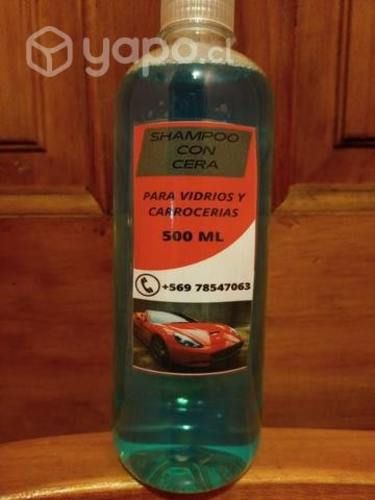 yapo.cl
SHAMPOO
CON
CERA
PARA VIDRIOS Y
CARROCERIAS
500 ML
+569 78547063